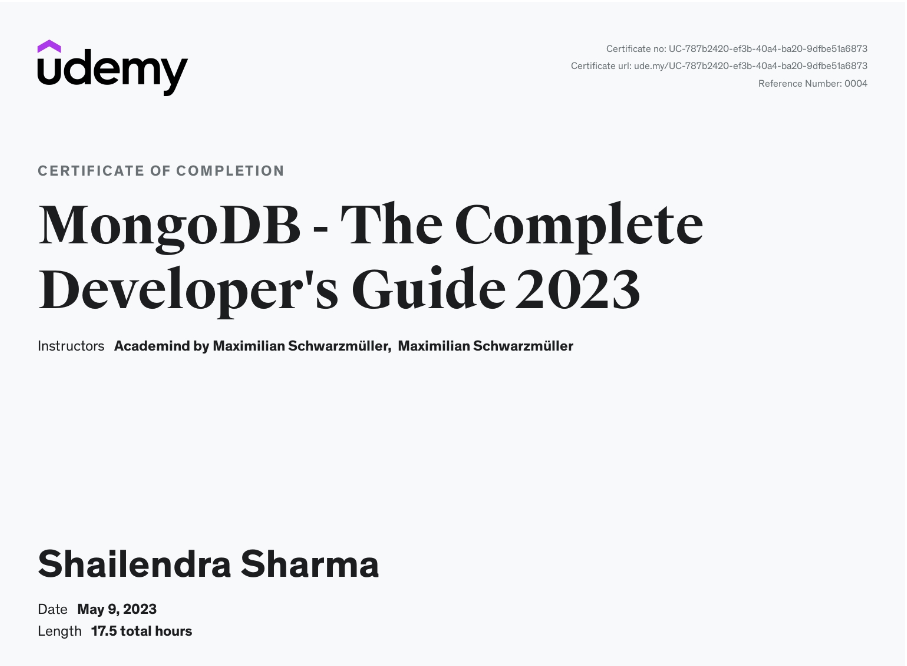 udemy
Certificate no: UC-787b2420-ef3b-40a4-ba20-9dfbe51a6873
Certificate url: ude.my/UC-787b2420-ef3b-40a4-ba20-9dfbe51a6873
Reference Number: 0004
CERTIFICATE OF COMPLETION
MongoDB - The Complete
Developer's Guide 2023
Instructors Academind by Maximilian Schwarzmüller, Maximilian Schwarzmüller
Shailendra Sharma
Date May 9, 2023
Length 17.5 total hours